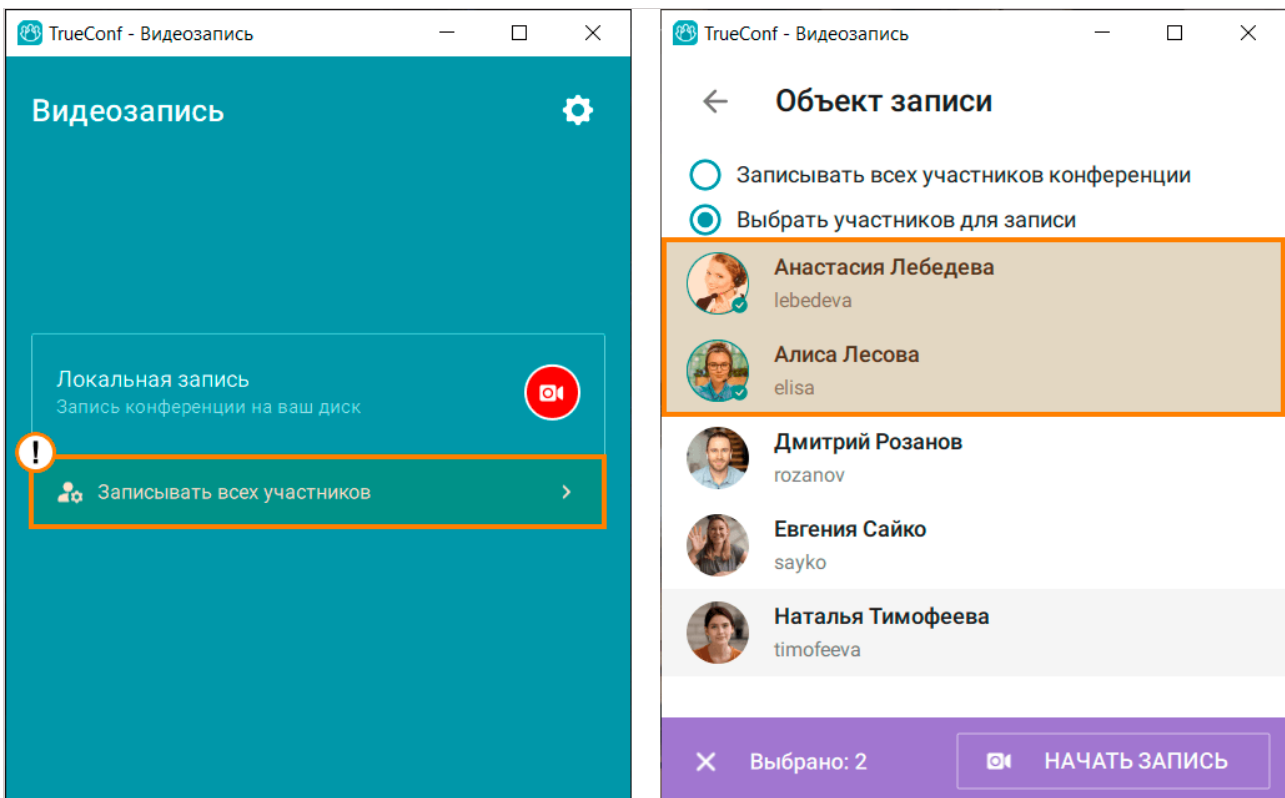 TrueConf - Видеозапись
Видеозапись
Локальная запись
Запись конференции на ваш диск
!
Записывать всех участников
TrueConf - Видеозапись
Объект записи
Записывать всех участников конференции
Выбрать участников для записи
Анастасия Лебедева
lebedeva
Алиса Лесова
elisa
Дмитрий Розанов
rozanov
Евгения Сайко
sayko
Наталья Тимофеева
timofeeva
Выбрано: 2
НАЧАТЬ ЗАПИСЬ